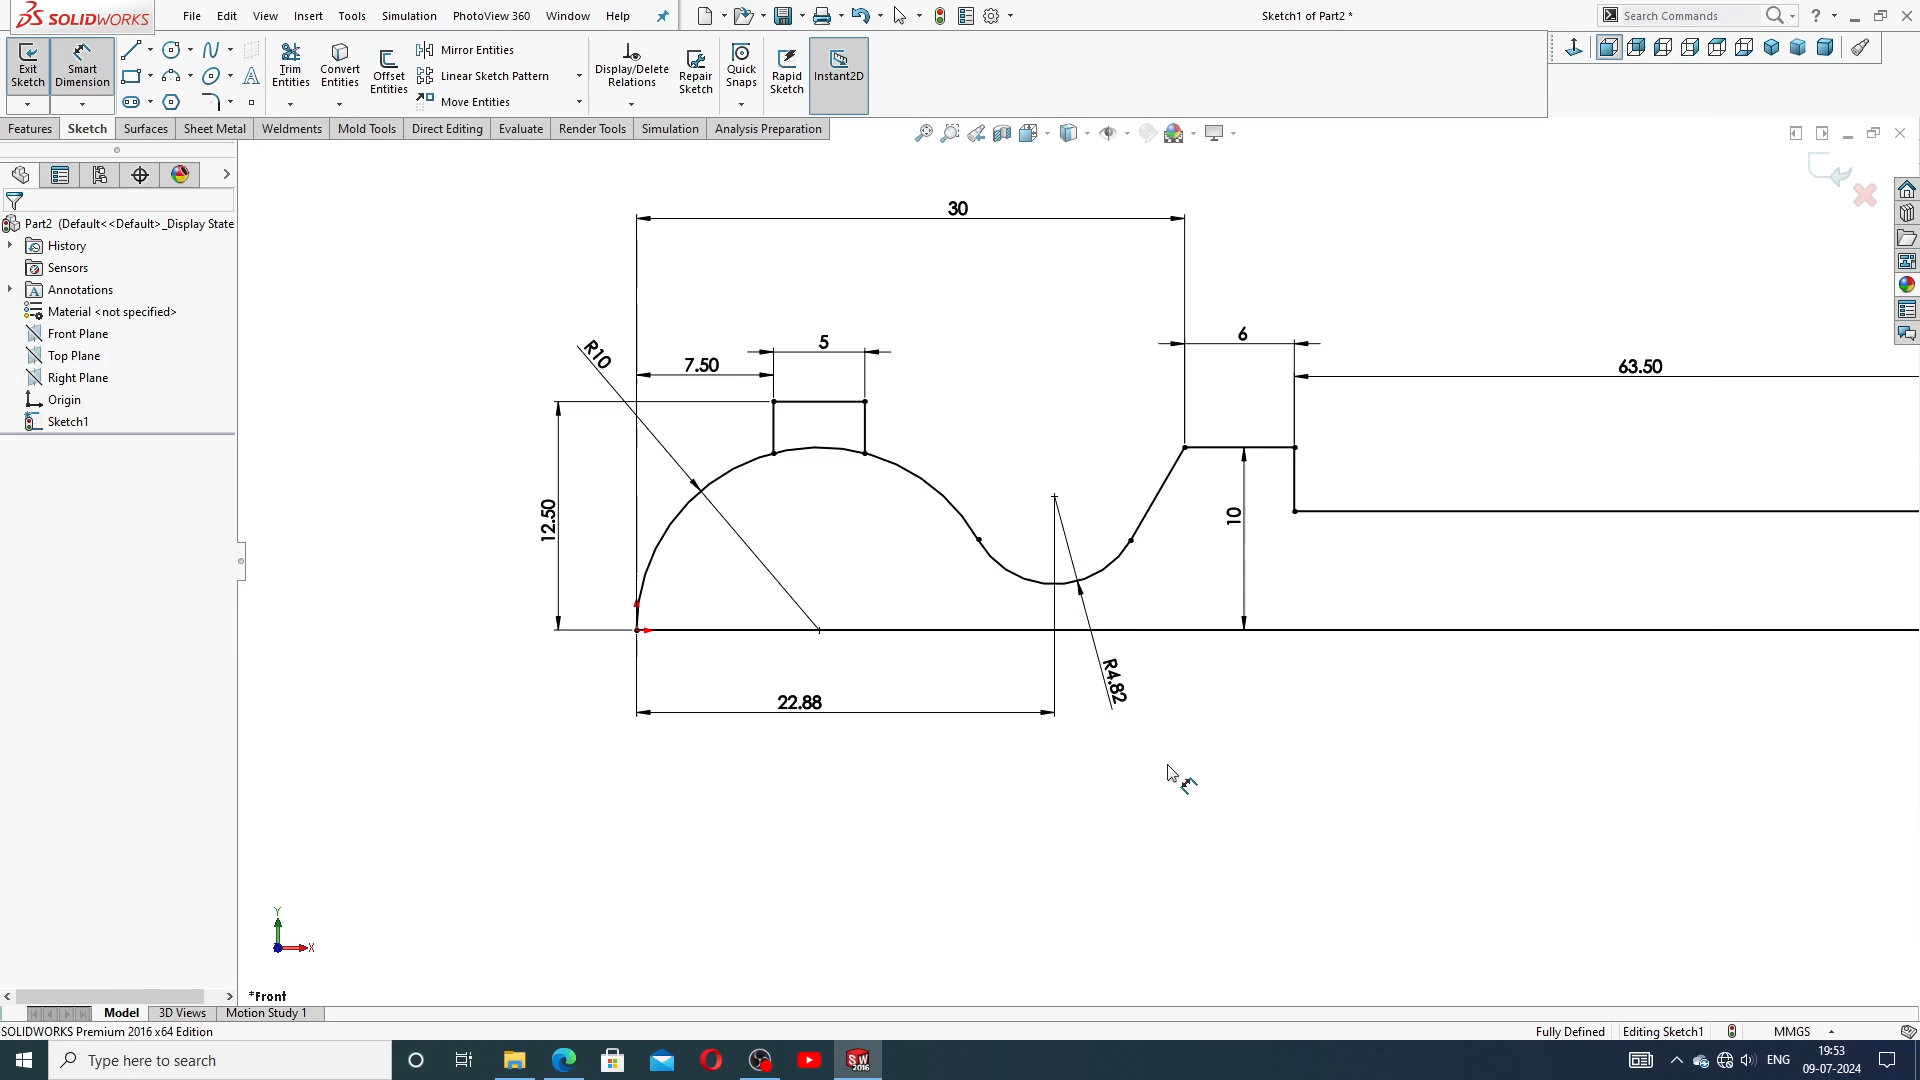 SOLIDWORKS File Edit View Insert Tools Simulation PhotoView 360 Window Help Sketch1 of Part2 * Search Commands
Exit Sketch Smart Dimension Trim Entities Convert Entities Offset Entities Mirror Entities Linear Sketch Pattern Move Entities Display/Delete Relations Repair Sketch Quick Snaps Rapid Sketch Instant2D
Features Sketch Surfaces Sheet Metal Weldments Mold Tools Direct Editing Evaluate Render Tools Simulation Analysis Preparation
Part2 (Default<<Default>_Display State
History
Sensors
Annotations
Material <not specified>
Front Plane
Top Plane
Right Plane
Origin
Sketch1
30
5
6
R10
7.50
63.50
12.50
10
22.88
R4.82
Y
X
*Front
Model 3D Views Motion Study 1
SOLIDWORKS Premium 2016 x64 Edition Fully Defined Editing Sketch1 MMGS
Type here to search SW 2016 ENG 19:53
09-07-2024